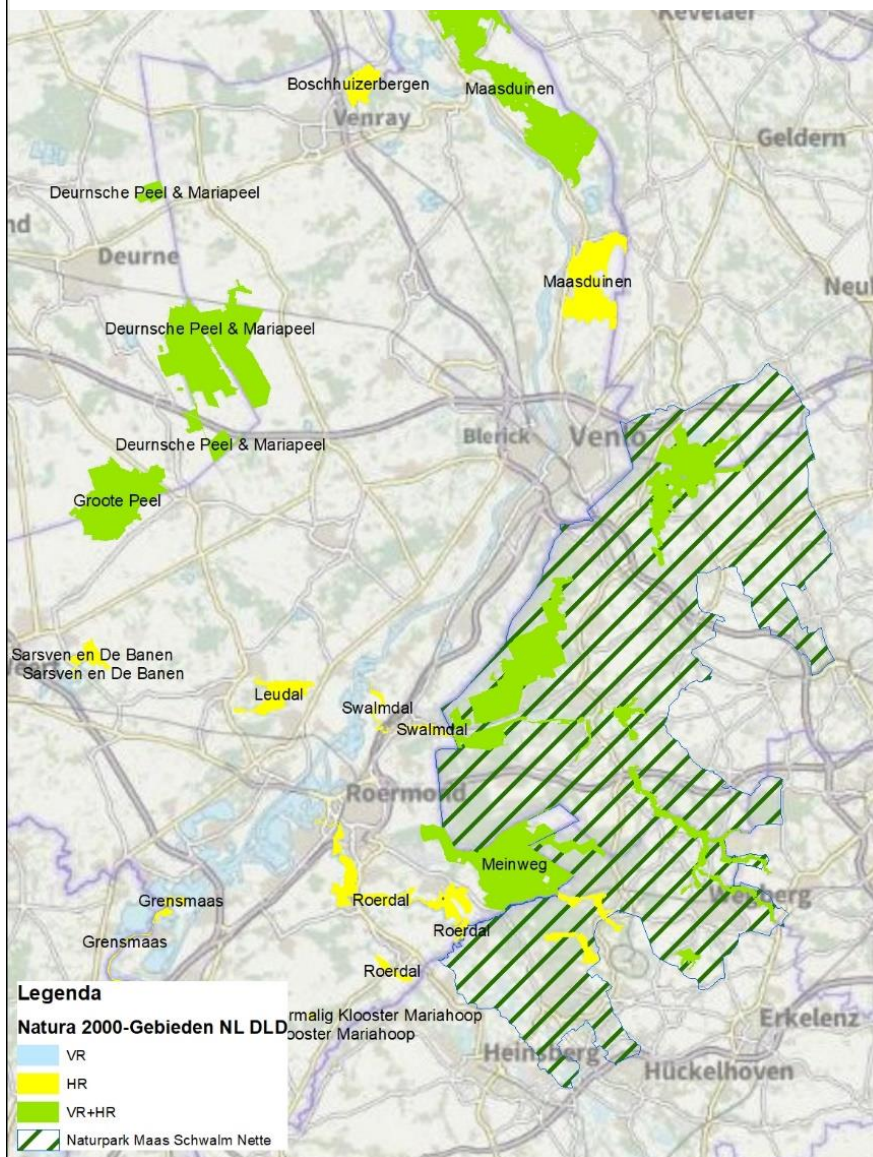 Kevelaer
Boschhuizerbergen
Maasduinen
Venray
Geldern
Deurnsche Peel & Mariapeel
nd
Deurne
Maasduinen
Neu
Deurnsche Peel & Mariapeel
Blerick
Venlo
Deurnsche Peel & Mariapeel
Groote Peel
Sarsven en De Banen
eert
Sarsven en De Banen
Leudal
Swalmdal
Swalmdal
Roermond
Meinweg
Wegberg
Roerdal
Grensmaas
Roerdal
Grensmaas
Roerdal
Legenda
Natura 2000-Gebieden NL DLD
rmalig Klooster Mariahoop
ooster Mariahoop
Erkelenz
Heinsberg
Hückelhoven
VR
HR
VR+HR
Naturpark Maas Schwalm Nette